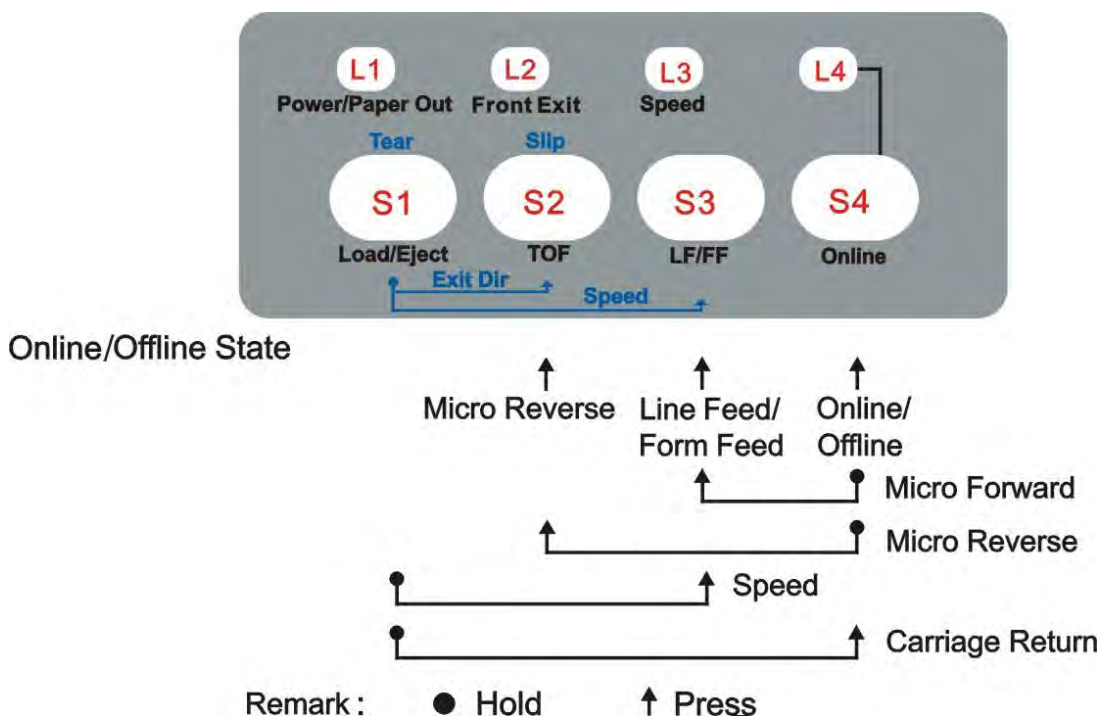 L1 L2 L3 L4
Power/Paper Out Front Exit Speed
Tear Slip
S1 S2 S3 S4
Load/Eject TOF LF/FF Online
Exit Dir
Speed
Online/Offline State
Micro Reverse Line Feed/ Online/
Form Feed Offline
Micro Forward
Micro Reverse
Speed
Carriage Return
Remark : Hold Press